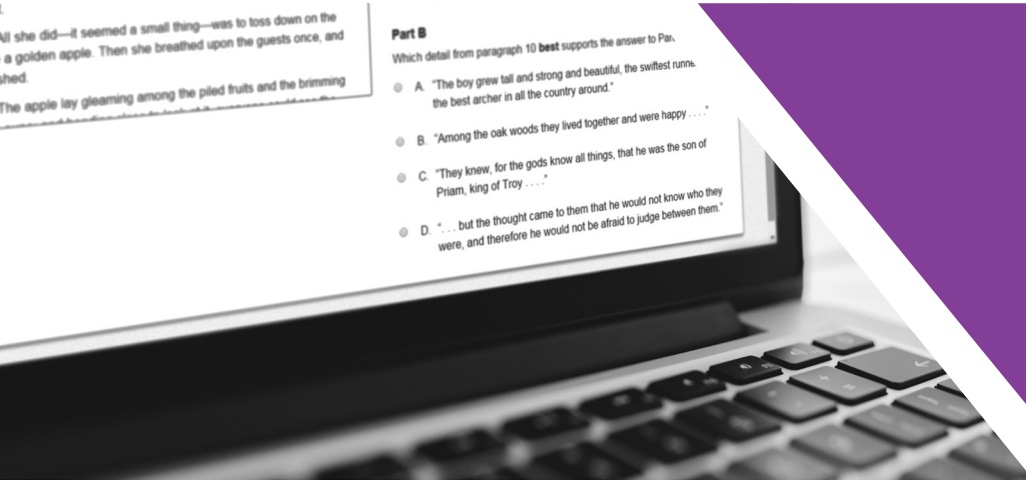 All she did—it seemed a small thing—was to toss down on the
a golden apple. Then she breathed upon the guests once, and
shed.
The apple lay gleaming among the piled fruits and the brimming
Part B
Which detail from paragraph 10 best supports the answer to Par
A. "The boy grew tall and strong and beautiful, the swiftest runne
the best archer in all the country around."
B. "Among the oak woods they lived together and were happy . . . ."
C. "They knew, for the gods know all things, that he was the son of
Priam, king of Troy . . . ."
D. ". . . but the thought came to them that he would not know who they
were, and therefore he would not be afraid to judge between them."